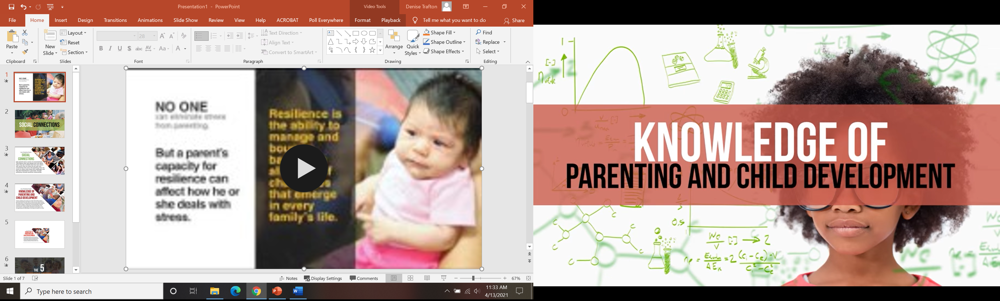 Presentation1 - PowerPoint
Video Tools
Denise Trafton
File
Home
Insert
Design
Transitions
Animations
Slide Show
Review
View
Help
ACROBAT
Poll Everywhere
Format
Playback
Tell me what you want to do
Share
Paste
New
Slide
Layout
Reset
Section
28
B I U S abc AV Aa A
Text Direction
Align Text
Convert to SmartArt
Arrange
Quick
Styles
Shape Fill
Shape Outline
Shape Effects
Find
Replace
Select
Clipboard
Slides
Font
Paragraph
Drawing
Editing
1
2
SOCIAL CONNECTIONS
3
SOCIAL
CONNECTIONS
4
KNOWLEDGE OF
PARENTING AND
CHILD DEVELOPMENT
5
6
THE 5
NO ONE
can eliminate stress
from parenting.
But a parent's
capacity for
resilience can
affect how he or
she deals with
stress.
Resilience is
the ability to
manage and
that emerge
in every
family's life.
KNOWLEDGE OF
PARENTING AND CHILD DEVELOPMENT
Slide 1 of 7
Notes
Display Settings
Comments
67%
Type here to search
11:33 AM
4/13/2021